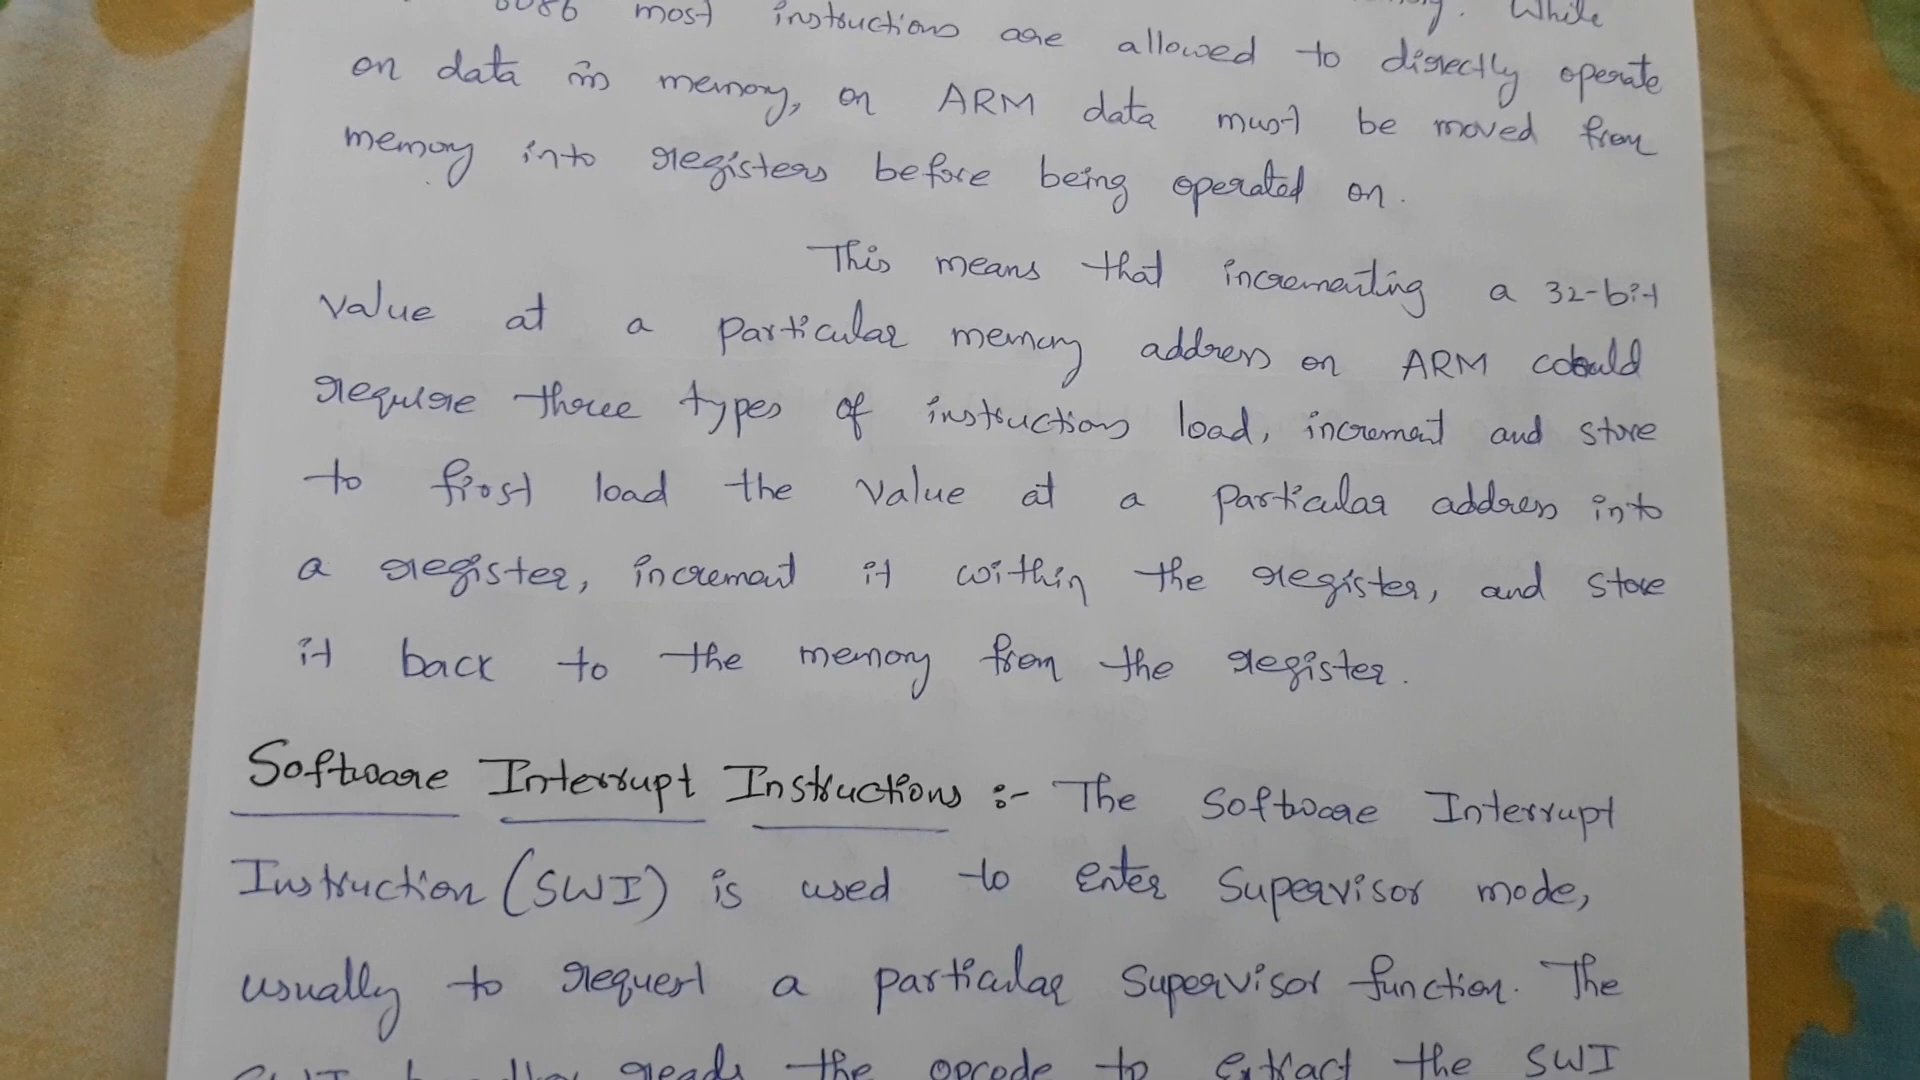 8086 most instructions are allowed to directly operate While
on data in memory, on ARM data must be moved from
memory into registers before being operated on.
This means that incrementing a 32-bit
value at a particular memory address on ARM could
require three types of instructions load, increment and store
to first load the value at a particular address into
a register, increment it within the register, and store
it back to the memory from the register.
Software Interrupt Instructions :- The Software Interrupt
Instruction (SWI) is used to enter Supervisor mode,
usually to request a particular Supervisor function. The
SWI handler reads the opcode to extract the SWI